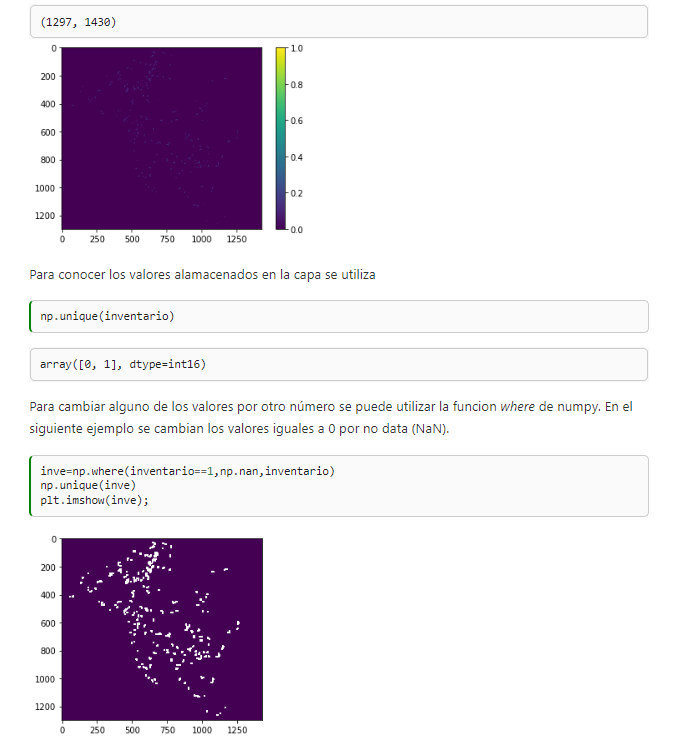 (1297, 1430)
0
200
400
600
800
1000
1200
0 250 500 750 1000 1250
1.0
0.8
0.6
0.4
0.2
0.0
Para conocer los valores alamacenados en la capa se utiliza
np.unique(inventario)
array([0, 1], dtype=int16)
Para cambiar alguno de los valores por otro número se puede utilizar la funcion where de numpy. En el
siguiente ejemplo se cambian los valores iguales a 0 por no data (NaN).
inve=np.where(inventario==1,np.nan,inventario)
np.unique(inve)
plt.imshow(inve);
0
200
400
600
800
1000
1200
0 250 500 750 1000 1250